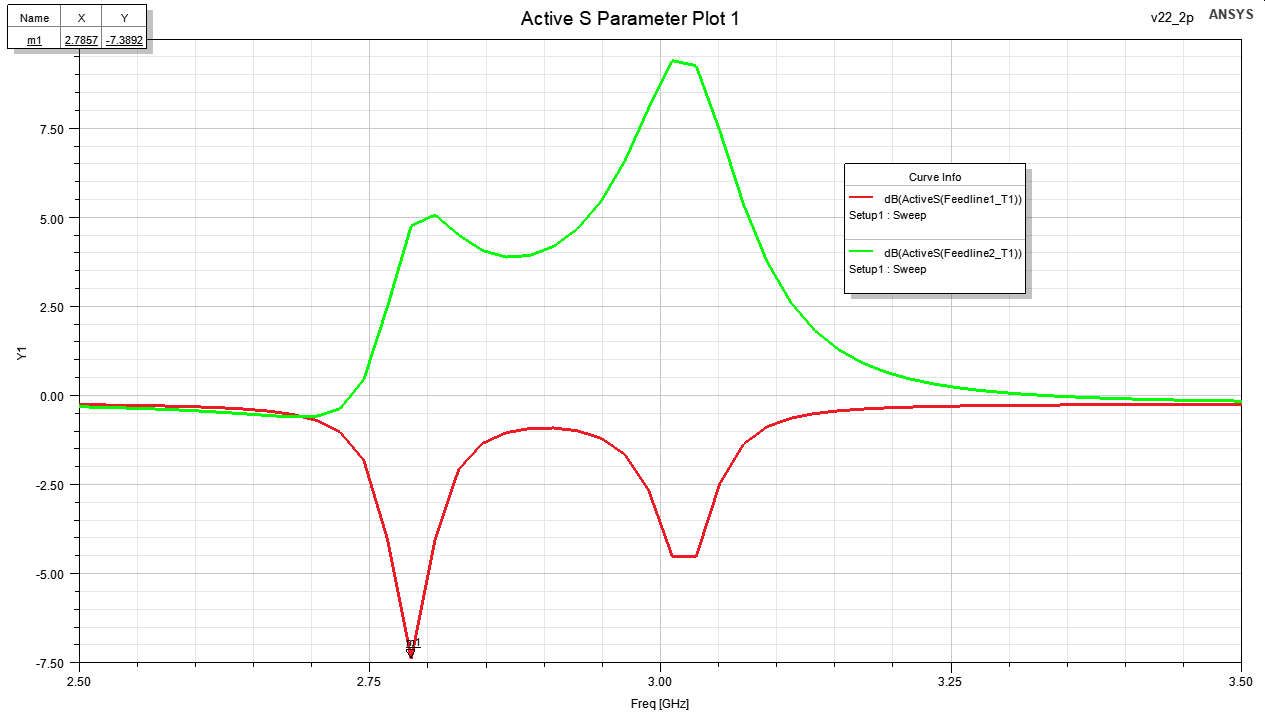 Name X Y
m1 2.7857 -7.3892
Active S Parameter Plot 1
v22_2p
ANSYS
7.50
5.00
2.50
0.00
-2.50
-5.00
-7.50
Y1
m1
Curve Info
dB(ActiveS(Feedline1_T1))
Setup1 : Sweep
dB(ActiveS(Feedline2_T1))
Setup1 : Sweep
2.50 2.75 3.00 3.25 3.50
Freq [GHz]